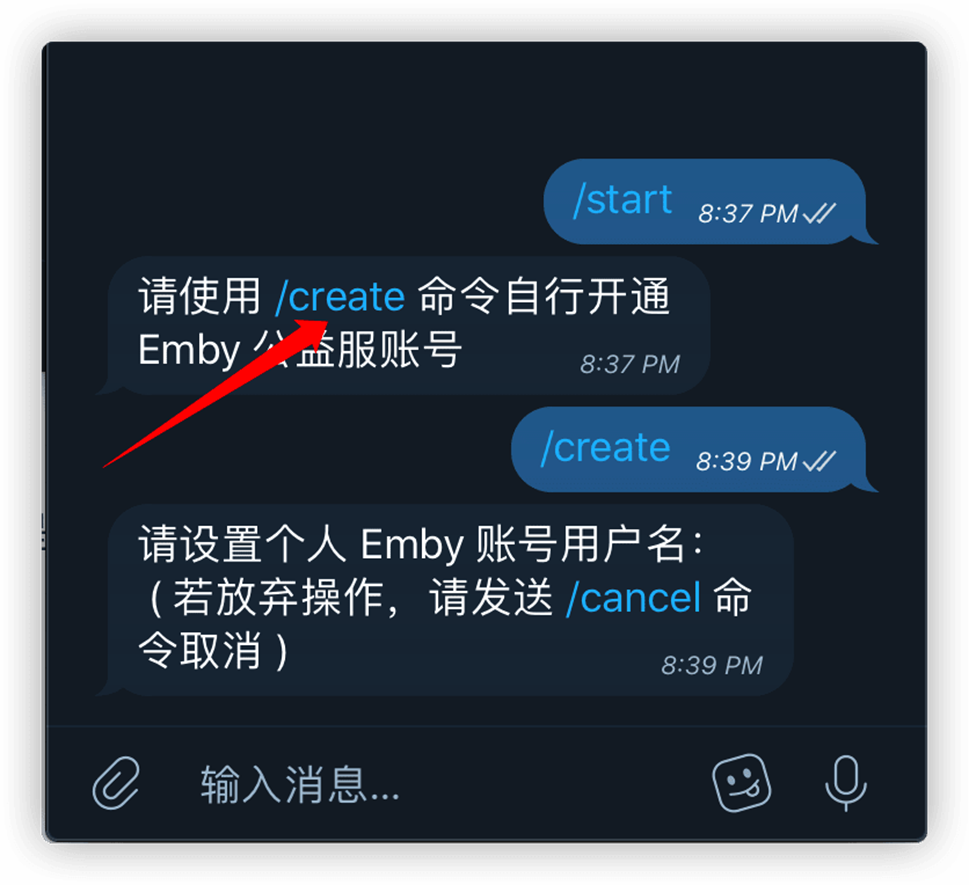 /start 8:37 PM
请使用 /create 命令自行开通
Emby 公益服账号 8:37 PM
/create 8:39 PM
请设置个人 Emby 账号用户名：
（若放弃操作，请发送 /cancel 命
令取消） 8:39 PM
输入消息...